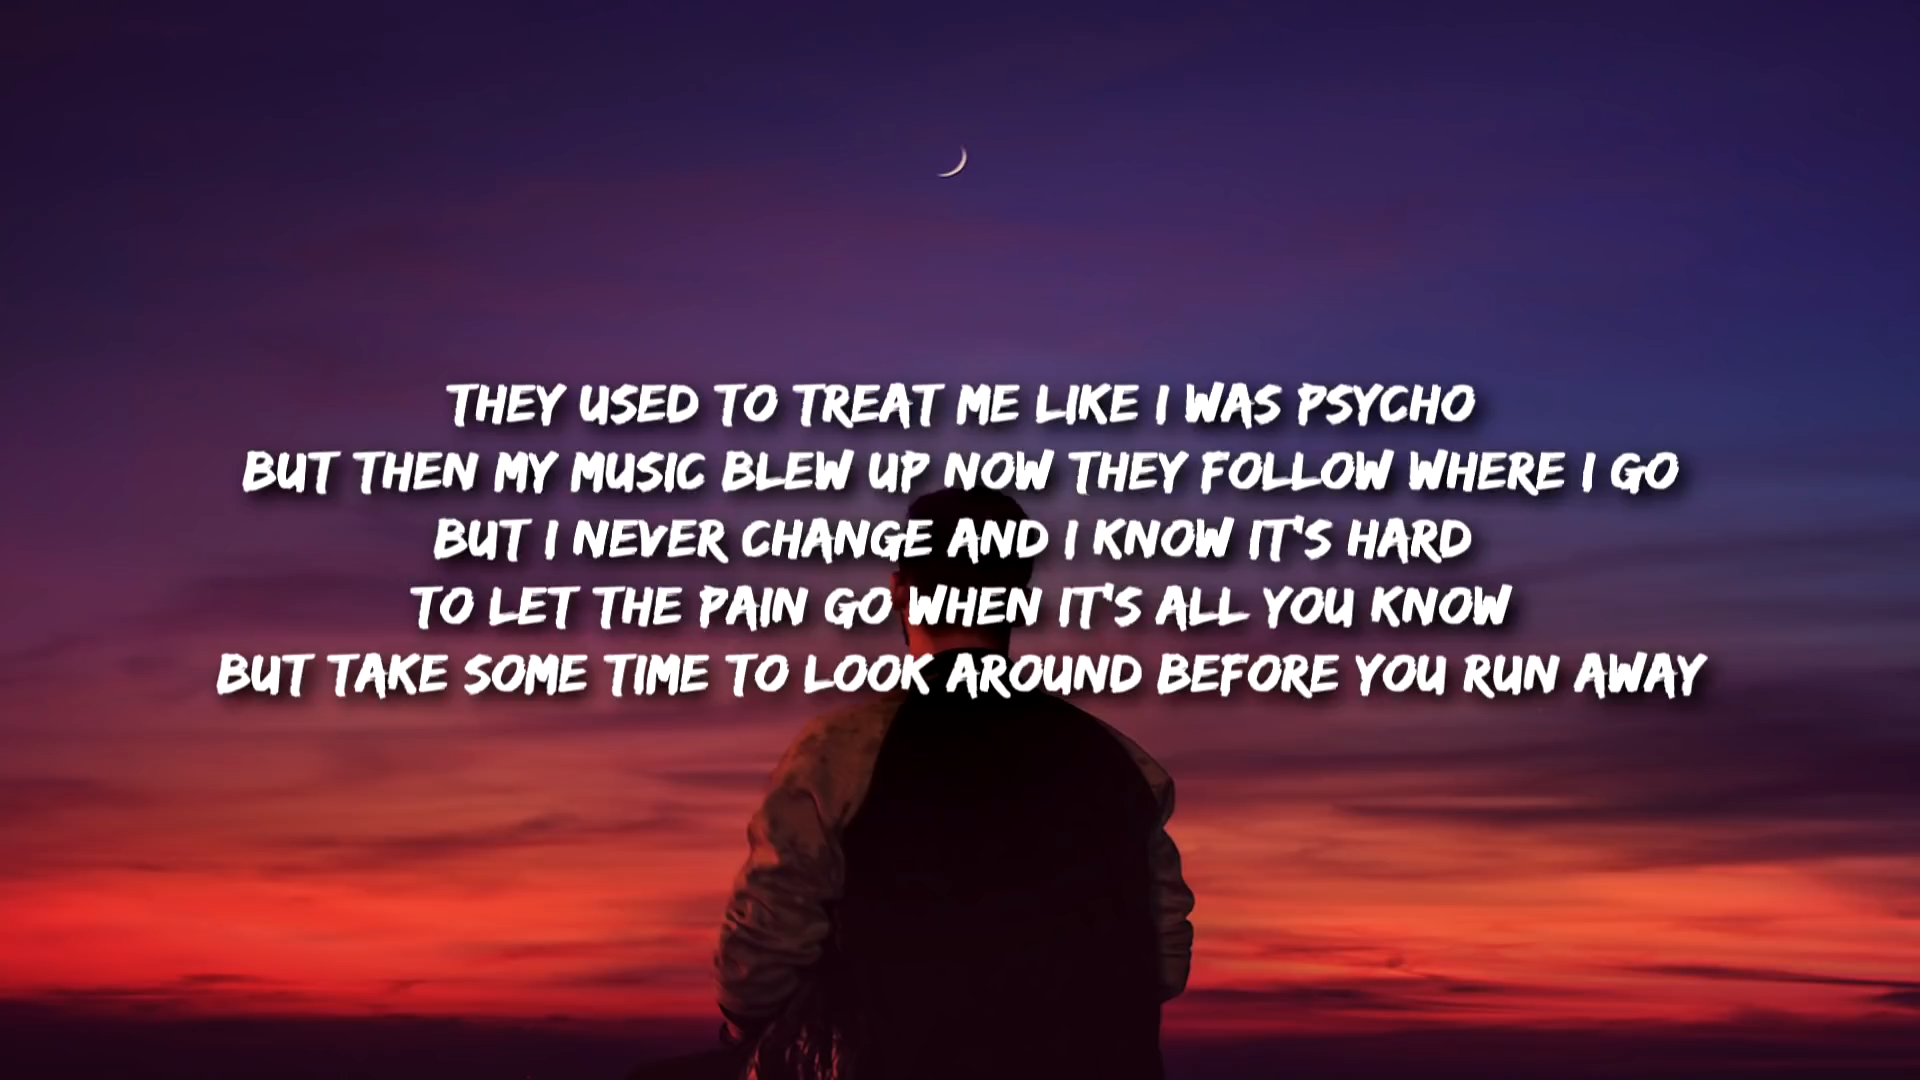 THEY USED TO TREAT ME LIKE I WAS PSYCHO
BUT THEN MY MUSIC BLEW UP NOW THEY FOLLOW WHERE I GO
BUT I NEVER CHANGE AND I KNOW IT'S HARD
TO LET THE PAIN GO WHEN IT'S ALL YOU KNOW
BUT TAKE SOME TIME TO LOOK AROUND BEFORE YOU RUN AWAY